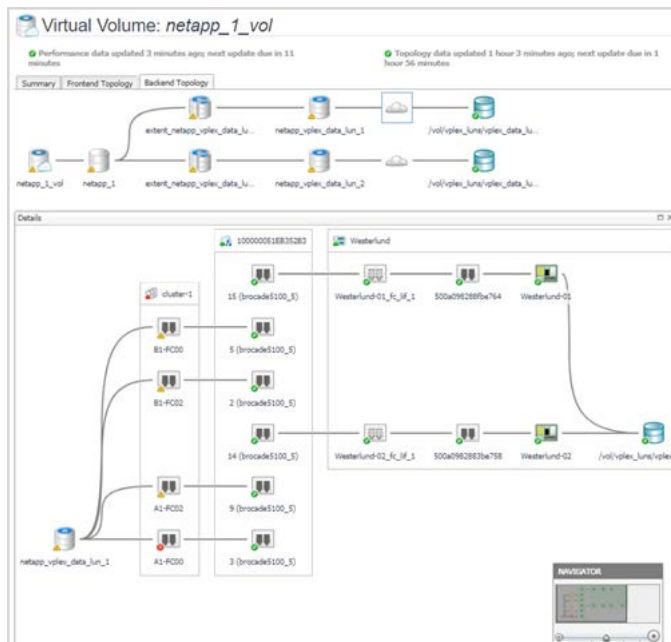 Virtual Volume: netapp_1_vol
Performance data updated 3 minutes ago; next update due in 11 minutes
Topology data updated 1 hour 3 minutes ago; next update due in 1 hour 56 minutes
Summary
Frontend Topology
Backend Topology
extent_netapp_vplex_data_lu...
netapp_vplex_data_lun_1
/vol/vplex_luns/vplex_data_lu...
netapp_1_vol
netapp_1
extent_netapp_vplex_data_lu...
netapp_vplex_data_lun_2
/vol/vplex_luns/vplex_data_lu...
Details
100000051EB352B3
Westerlund
cluster-1
15 (brocade5100_5)
Westerlund-01_fc_lif_1
500a098288fbe764
Westerlund-01
B1-FC00
5 (brocade5100_5)
B1-FC02
2 (brocade5100_5)
14 (brocade5100_5)
Westerlund-02_fc_lif_1
500a0982883be758
Westerlund-02
/vol/vplex_luns/vplex
A1-FC02
9 (brocade5100_5)
netapp_vplex_data_lun_1
A1-FC00
3 (brocade5100_5)
NAVIGATOR